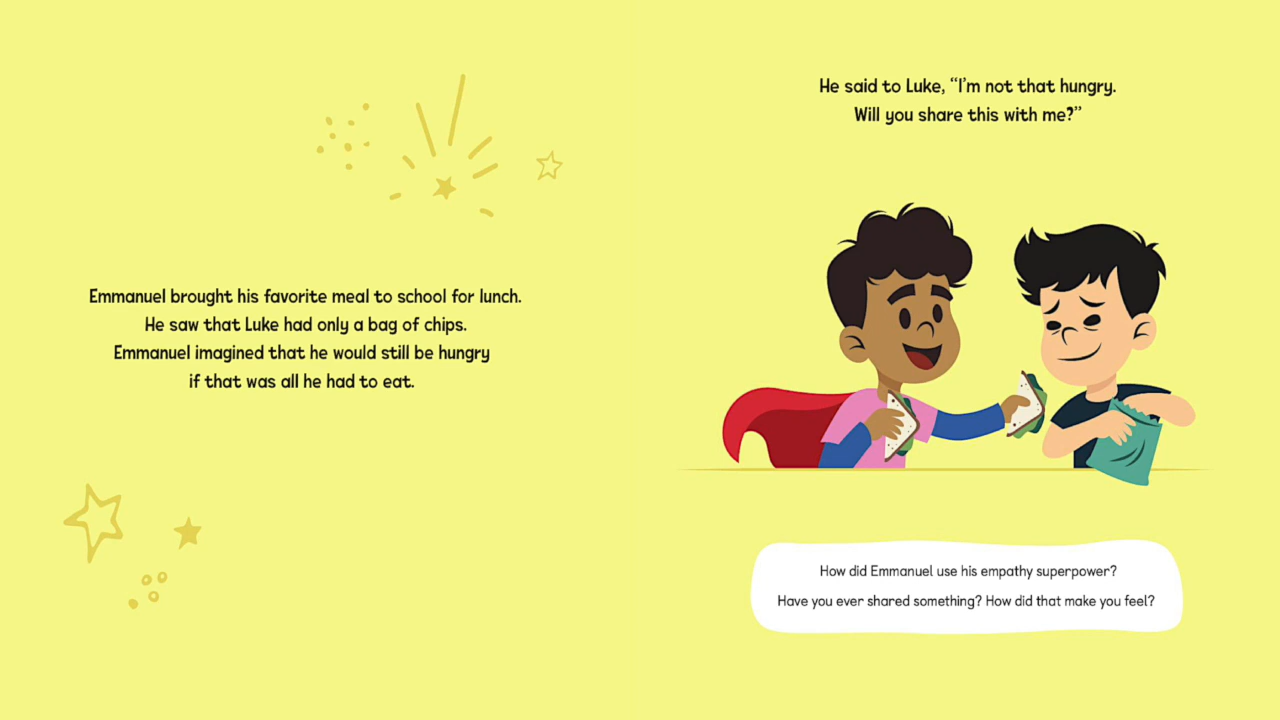 Emmanuel brought his favorite meal to school for lunch.
He saw that Luke had only a bag of chips.
Emmanuel imagined that he would still be hungry
if that was all he had to eat.
He said to Luke, “I’m not that hungry.
Will you share this with me?”
How did Emmanuel use his empathy superpower?
Have you ever shared something? How did that make you feel?